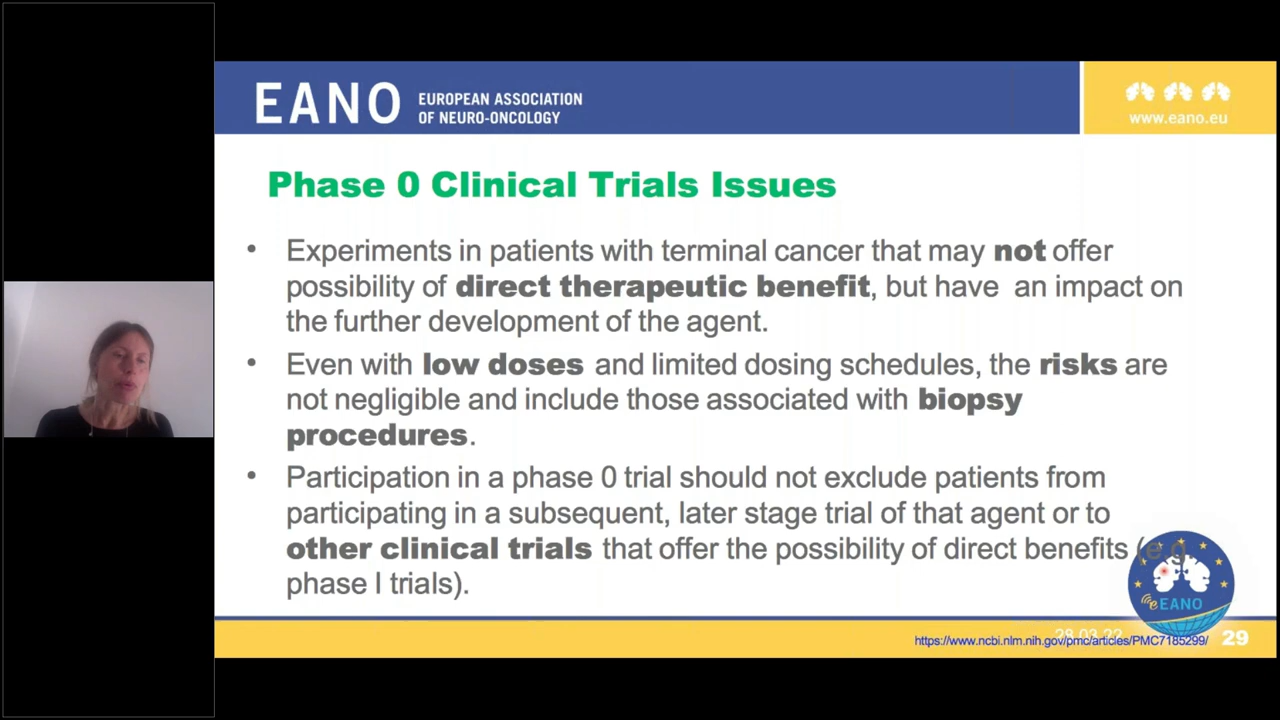 EANO
EUROPEAN ASSOCIATION
OF NEURO-ONCOLOGY
www.eano.eu
Phase 0 Clinical Trials Issues
• Experiments in patients with terminal cancer that may not offer
possibility of direct therapeutic benefit, but have an impact on
the further development of the agent.
• Even with low doses and limited dosing schedules, the risks are
not negligible and include those associated with biopsy
procedures.
• Participation in a phase 0 trial should not exclude patients from
participating in a subsequent, later stage trial of that agent or to
other clinical trials that offer the possibility of direct benefits (e.g
phase I trials).
eEANO
28.03.22
https://www.ncbi.nlm.nih.gov/pmc/articles/PMC7185299/
29